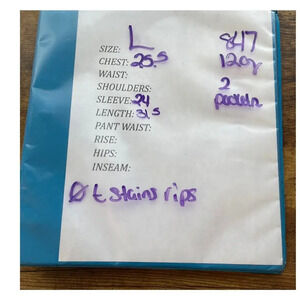 SIZE: L 847
CHEST: 25.5 120z
WAIST:
SHOULDERS: 2
SLEEVE: 24 pockets
LENGTH: 31.5
PANT WAIST:
RISE:
HIPS:
INSEAM:
Ø t stains rips